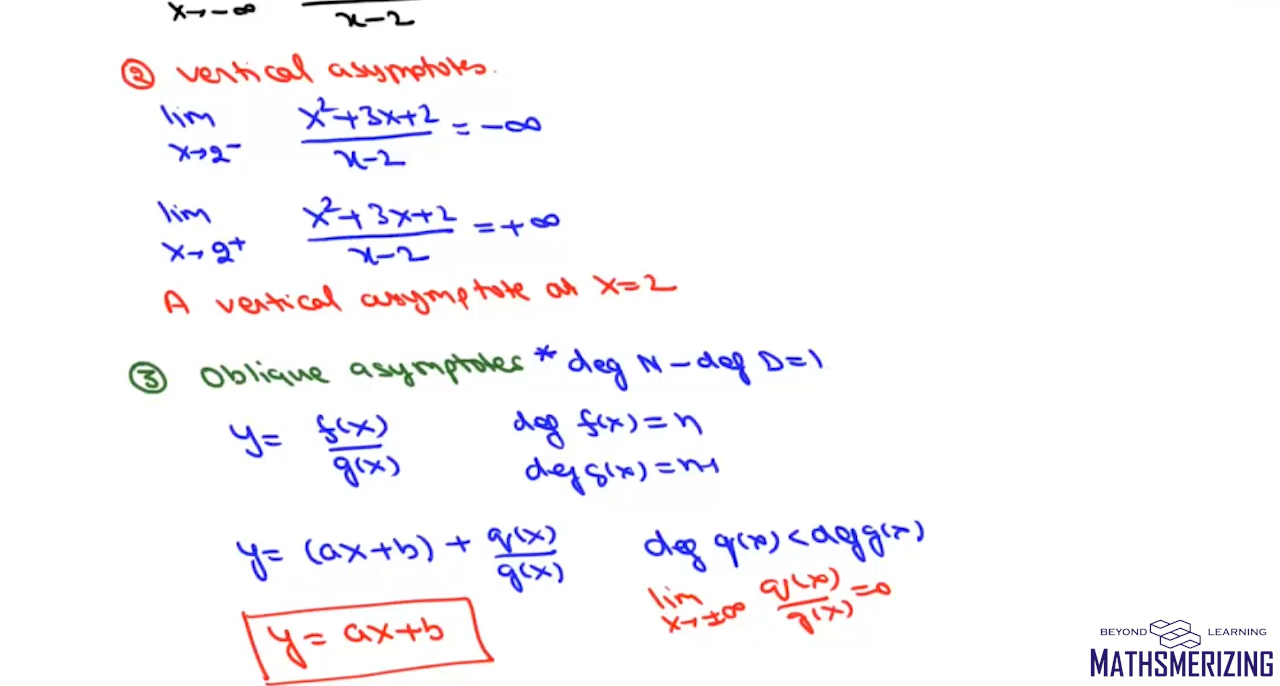 x→-∞ x-2
② vertical asymptotes.
lim x→2⁻ (x²+3x+2)/(x-2) = -∞
lim x→2⁺ (x²+3x+2)/(x-2) = +∞
A vertical asymptote at x=2
③ Oblique asymptotes * deg N - deg D = 1
y = f(x)/g(x) deg f(x) = n
deg g(x) = n-1
y = (ax+b) + q(x)/g(x) deg q(x) < deg g(x)
lim x→±∞ q(x)/g(x) = 0
y = ax+b
BEYOND LEARNING
MATHSMERIZING